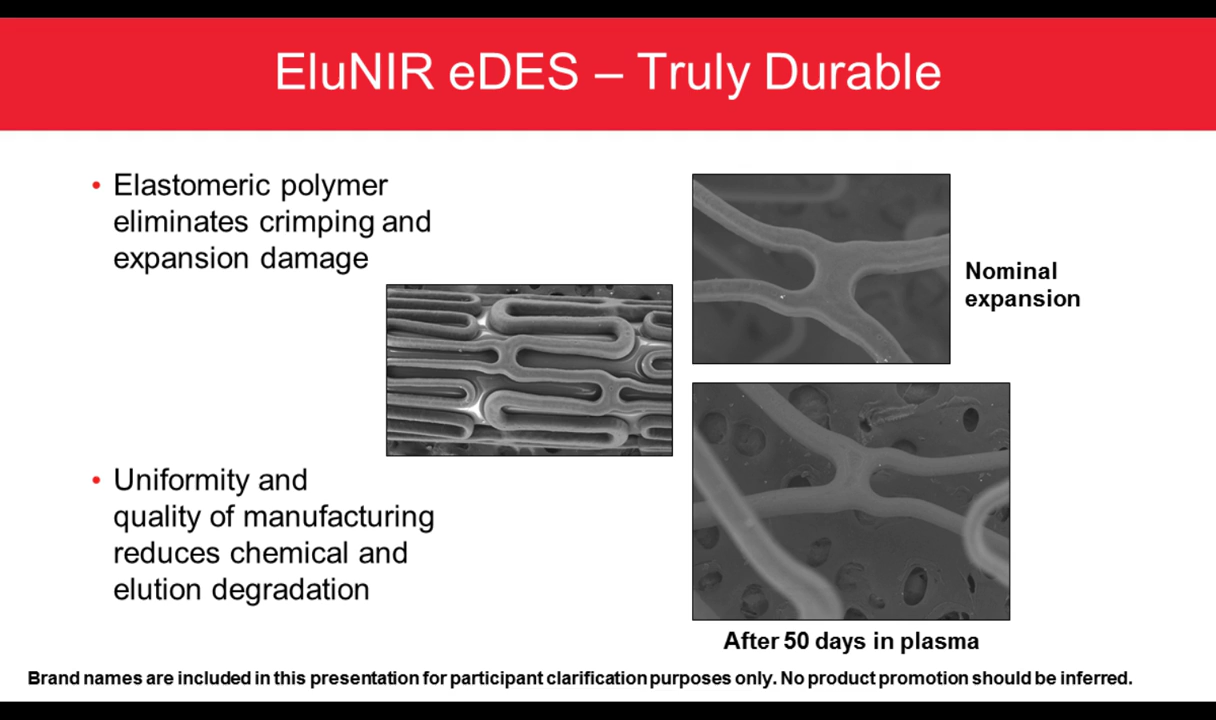 EluNIR eDES – Truly Durable
• Elastomeric polymer
eliminates crimping and
expansion damage
Nominal
expansion
• Uniformity and
quality of manufacturing
reduces chemical and
elution degradation
After 50 days in plasma
Brand names are included in this presentation for participant clarification purposes only. No product promotion should be inferred.